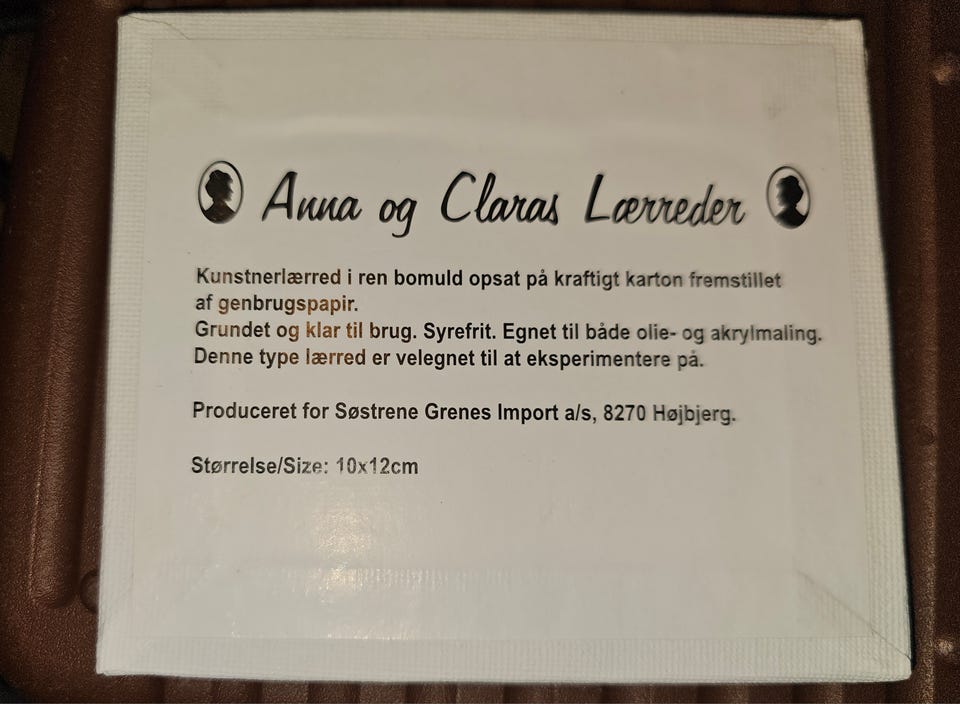 Anna og Claras Lærreder
Kunstnerlærred i ren bomuld opsat på kraftigt karton fremstillet
af genbrugspapir.
Grundet og klar til brug. Syrefrit. Egnet til både olie- og akrylmaling.
Denne type lærred er velegnet til at eksperimentere på.
Produceret for Søstrene Grenes Import a/s, 8270 Højbjerg.
Størrelse/Size: 10x12cm